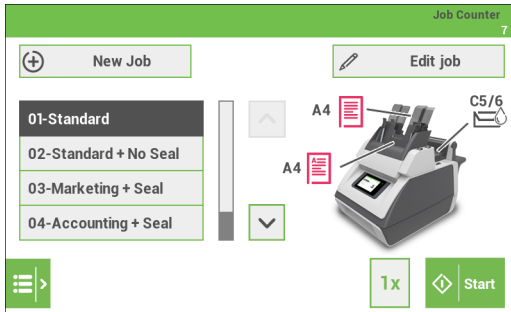 Job Counter
7
New Job
Edit job
01-Standard
02-Standard + No Seal
03-Marketing + Seal
04-Accounting + Seal
A4
C5/6
A4
1x
Start